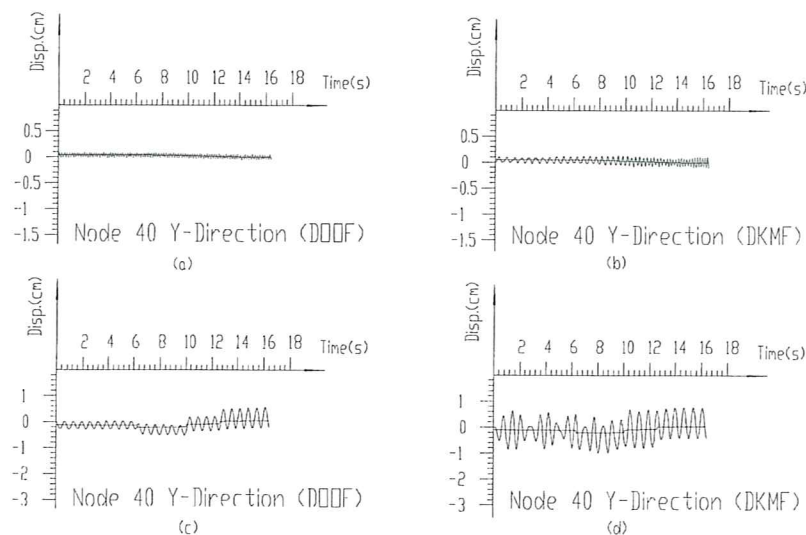 Disp.(cm)
2 4 6 8 10 12 14 16 18 Time(s)
0.5
0
-0.5
-1
-1.5
Node 40 Y-Direction (D□□F)
(a)
Disp.(cm)
2 4 6 8 10 12 14 16 18 Time(s)
0.5
0
-0.5
-1
-1.5
Node 40 Y-Direction (DKMF)
(b)
Disp.(cm)
2 4 6 8 10 12 14 16 18 Time(s)
1
0
-1
-2
-3
Node 40 Y-Direction (D□□F)
(c)
Disp.(cm)
2 4 6 8 10 12 14 16 18 Time(s)
1
0
-1
-2
-3
Node 40 Y-Direction (DKMF)
(d)